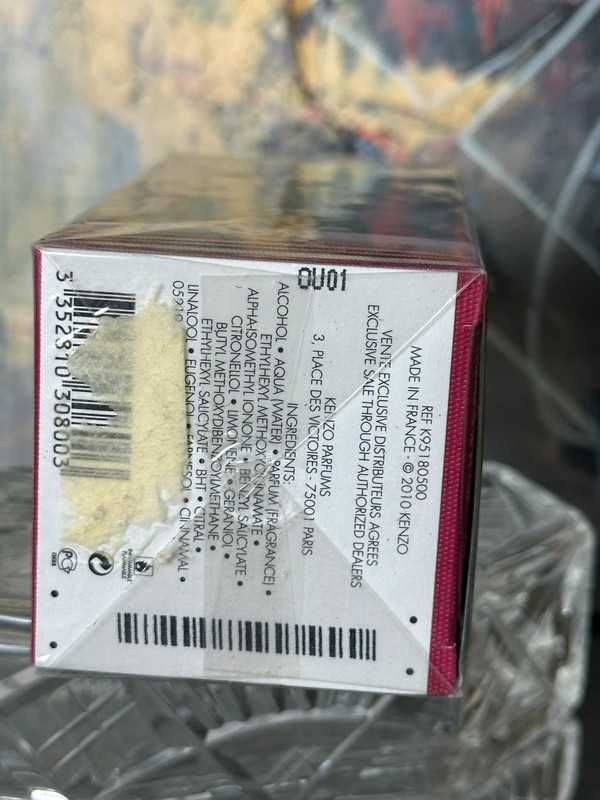 REF K95180500
MADE IN FRANCE - © 2010 KENZO
VENTE EXCLUSIVE DISTRIBUTEURS AGREES
EXCLUSIVE SALE THROUGH AUTHORIZED DEALERS
0U01
KENZO PARFUMS
3, PLACE DES VICTOIRES - 75001 PARIS
INGREDIENTS:
ALCOHOL • AQUA (WATER) • PARFUM (FRAGRANCE) •
ETHYLHEXYL METHOXYCINNAMATE •
ALPHA-ISOMETHYL IONONE • BENZYL SALICYLATE •
CITRONELLOL • LIMONENE • GERANIOL •
BUTYL METHOXYDIBENZOYLMETHANE •
ETHYLHEXYL SALICYLATE • BHT • CITRAL •
LINALOOL • EUGENOL • FARNESOL • CINNAMAL •
3 352810 308003